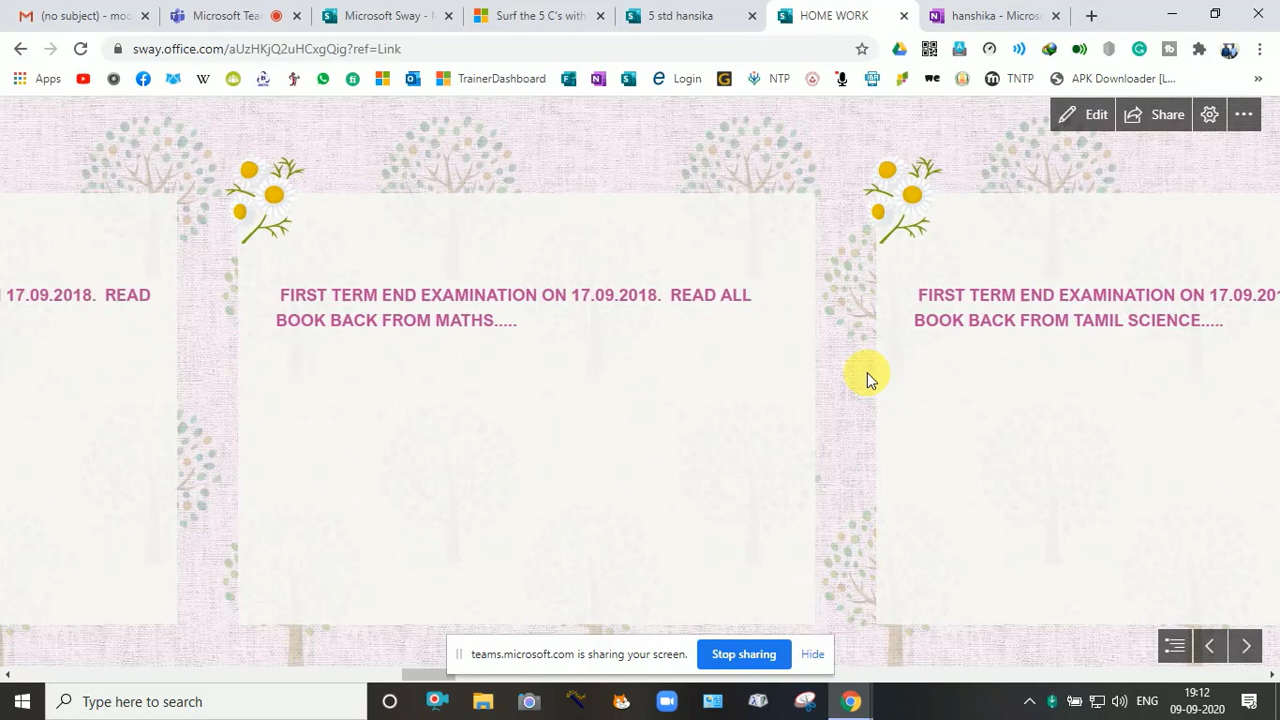 (no subject) - moc
Microsoft Team
Microsoft Sway - M
Surf the 5 C's with
5 std hansika
HOME WORK
hanshika - Micros
sway.office.com/aUzHKjQ2uHCxgQig?ref=Link
Apps
TrainerDashboard
Login
NTP
TNTP
APK Downloader [L...
»
Edit
Share
17.09.2018. READ
FIRST TERM END EXAMINATION ON 17.09.2018. READ ALL
BOOK BACK FROM MATHS.....
FIRST TERM END EXAMINATION ON 17.09.201
BOOK BACK FROM TAMIL SCIENCE.....
teams.microsoft.com is sharing your screen.
Stop sharing
Hide
Type here to search
ENG
19:12
09-09-2020